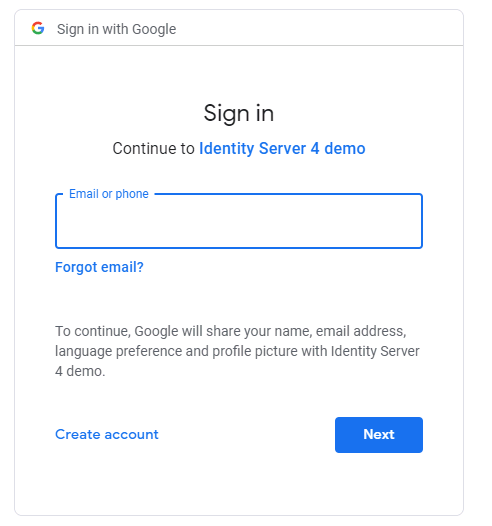 Sign in with Google
Sign in
Continue to Identity Server 4 demo
Email or phone
Forgot email?
To continue, Google will share your name, email address,
language preference and profile picture with Identity Server
4 demo.
Create account
Next